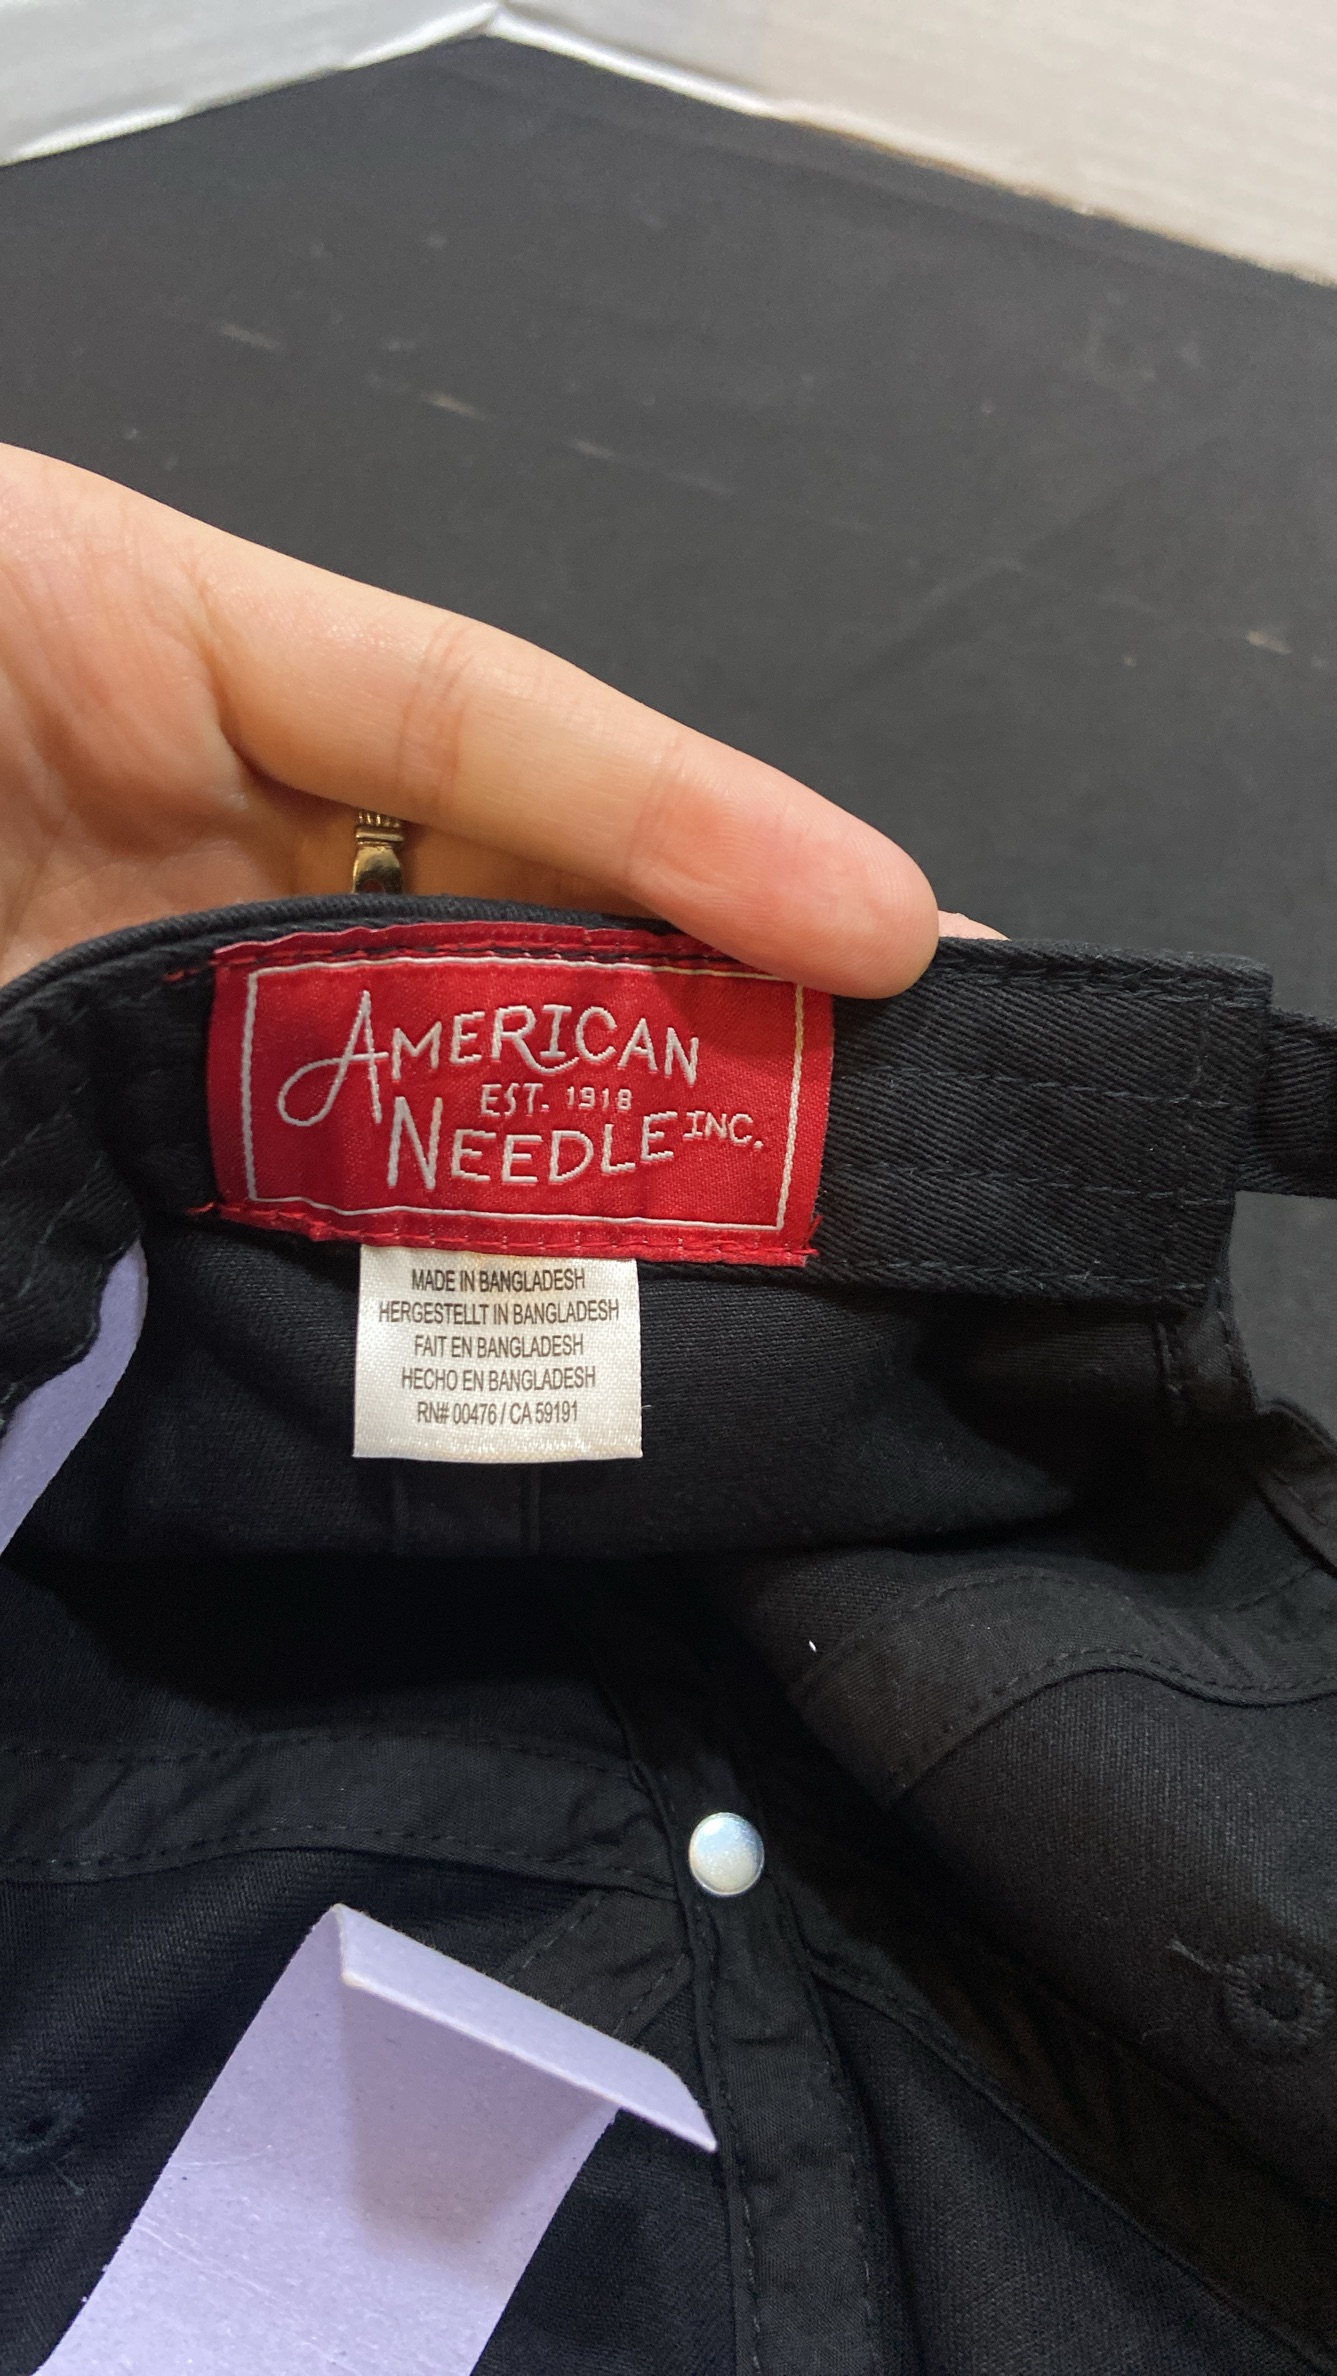 AMERICAN
EST. 1918
NEEDLE INC.
MADE IN BANGLADESH
HERGESTELLT IN BANGLADESH
FAIT EN BANGLADESH
HECHO EN BANGLADESH
RN# 00476 / CA 59191